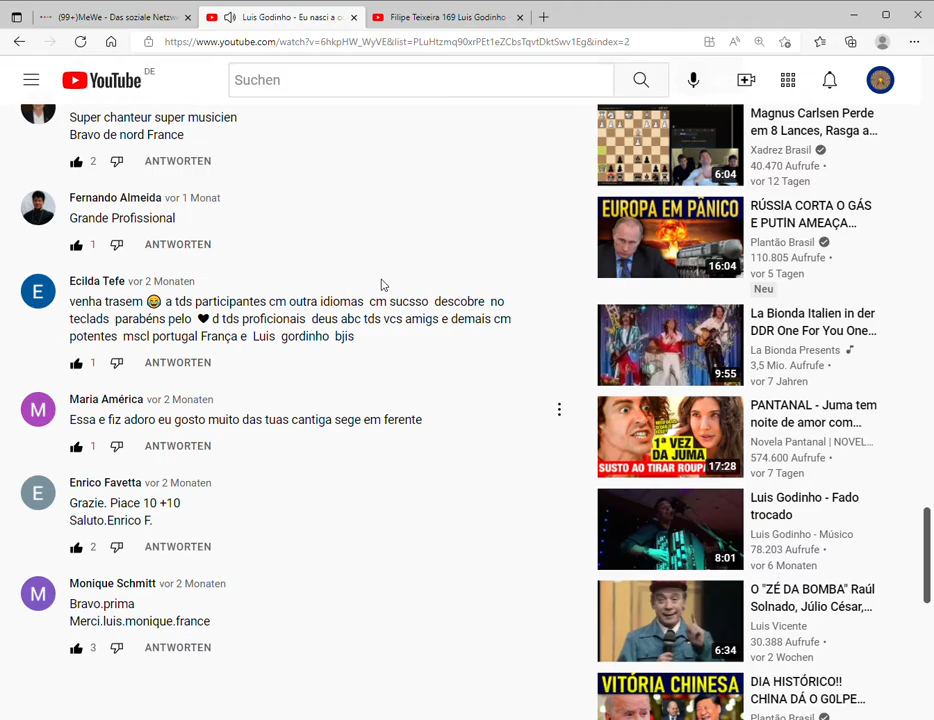 (99+)MeWe - Das soziale Netzw
Luis Godinho - Eu nasci a o
Filipe Teixeira 169 Luis Godinho
https://www.youtube.com/watch?v=6hkpHW_WyVE&list=PLuHtzmq90xrPEt1eZCbsTqvtDktSwv1Eg&index=2
YouTube DE
Suchen
Super chanteur super musicien
Bravo de nord France
2 ANTWORTEN
Fernando Almeida vor 1 Monat
Grande Profissional
1 ANTWORTEN
E
Ecilda Tefe vor 2 Monaten
venha trasem 😂 a tds participantes cm outra idiomas cm sucsso descobre no
teclads parabéns pelo ♥ d tds proficionais deus abc tds vcs amigs e demais cm
potentes mscl portugal França e Luis gordinho bjis
1 ANTWORTEN
M
Maria América vor 2 Monaten
Essa e fiz adoro eu gosto muito das tuas cantiga sege em ferente
1 ANTWORTEN
E
Enrico Favetta vor 2 Monaten
Grazie. Piace 10 +10
Saluto.Enrico F.
2 ANTWORTEN
M
Monique Schmitt vor 2 Monaten
Bravo.prima
Merci.luis.monique.france
3 ANTWORTEN
6:04
Magnus Carlsen Perde
em 8 Lances, Rasga a...
Xadrez Brasil
40.470 Aufrufe •
vor 12 Tagen
EUROPA EM PÂNICO
16:04
RÚSSIA CORTA O GÁS
E PUTIN AMEAÇA...
Plantão Brasil
110.805 Aufrufe •
vor 5 Tagen
Neu
9:55
La Bionda Italien in der
DDR One For You One...
La Bionda Presents
3,5 Mio. Aufrufe •
vor 7 Jahren
1ª VEZ
DA JUMA
SUSTO AO TIRAR ROUPA
17:28
PANTANAL - Juma tem
noite de amor com...
Novela Pantanal | NOVEL...
574.600 Aufrufe •
vor 7 Tagen
8:01
Luis Godinho - Fado
trocado
Luis Godinho - Músico
78.203 Aufrufe •
vor 6 Monaten
6:34
O "ZÉ DA BOMBA" Raúl
Solnado, Júlio César,...
Luis Vicente
30.388 Aufrufe •
vor 2 Wochen
VITÓRIA CHINESA
DIA HISTÓRICO!!
CHINA DÁ O G0LPE...
Plantão Brasil